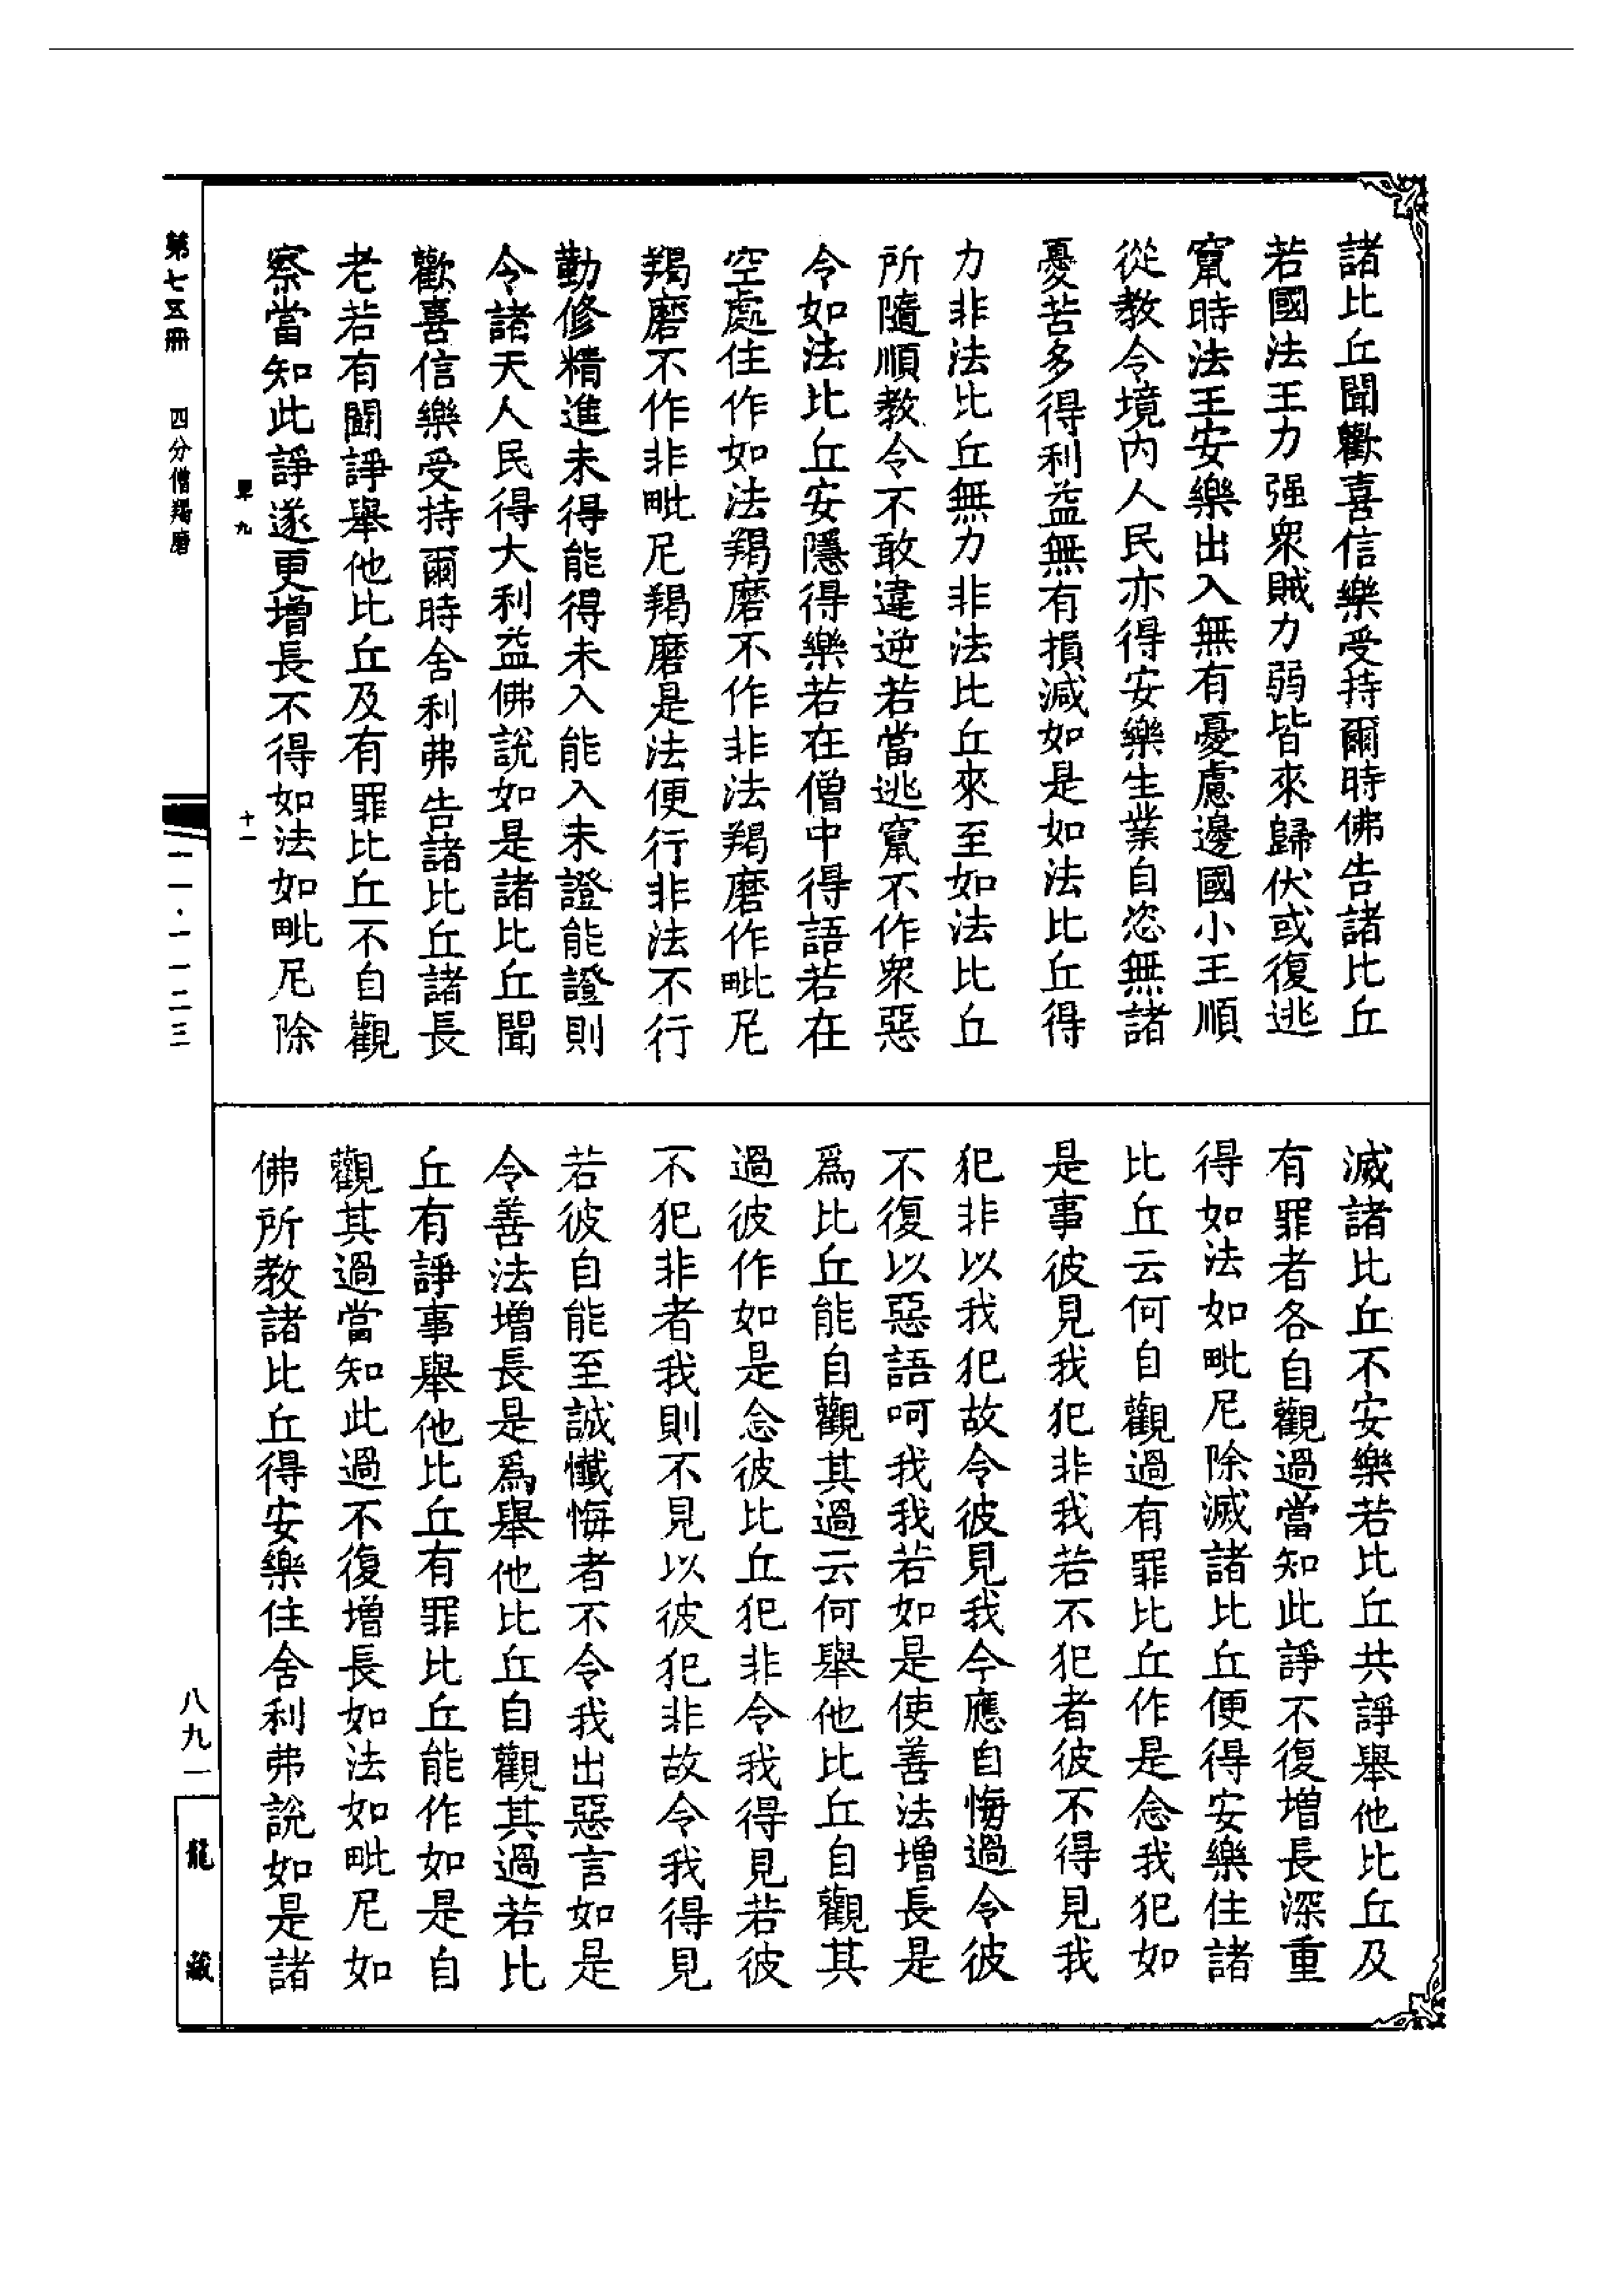 諸比丘聞歡喜信樂受持爾時佛告諸比丘
若國法王力强衆賊力弱皆來歸伏或復逃
竄時法王安樂出入無有憂慮邊國小王順
從教令境內人民亦得安樂生業自恣無諸
憂苦多得利益無有損減如是如法比丘得
力非法比丘無力非法比丘來至如法比丘
所隨順教令不敢違逆若當逃竄不作衆惡
令如法比丘安隱得樂若在僧中得語若在
空處住作如法羯磨不作非法羯磨作毗尼
羯磨不作非毗尼羯磨是法便行非法不行
勤修精進未得能得未入能入未證能證則
令諸天人民得大利益佛說如是諸比丘聞
歡喜信樂受持爾時舍利弗告諸比丘諸長
老若有鬭諍舉他比丘及有罪比丘不自觀
察當知此諍遂更增長不得如法如毗尼除
滅諸比丘不安樂若比丘共諍舉他比丘及
有罪者各自觀過當知此諍不復增長深重
得如法如毗尼除滅諸比丘便得安樂住諸
比丘云何自觀過有罪比丘作是念我犯如
是事彼見我犯非我若不犯者彼不得見我
犯非以我犯故令彼見我今應自悔過令彼
不復以惡語呵我我若如是使善法增長是
爲比丘能自觀其過云何舉他比丘自觀其
過彼作如是念彼比丘犯非令我得見若彼
不犯非者我則不見以彼犯非故令我得見
若彼自能至誠懺悔者不令我出惡言如是
令善法增長是爲舉他比丘自觀其過若比
丘有諍事舉他比丘有罪比丘能作如是自
觀其過當知此過不復增長如法如毗尼如
佛所教諸比丘得安樂住舍利弗說如是諸
第七五冊 四分僧羯磨
一一·一一二三
八九一
龍藏
九
十一